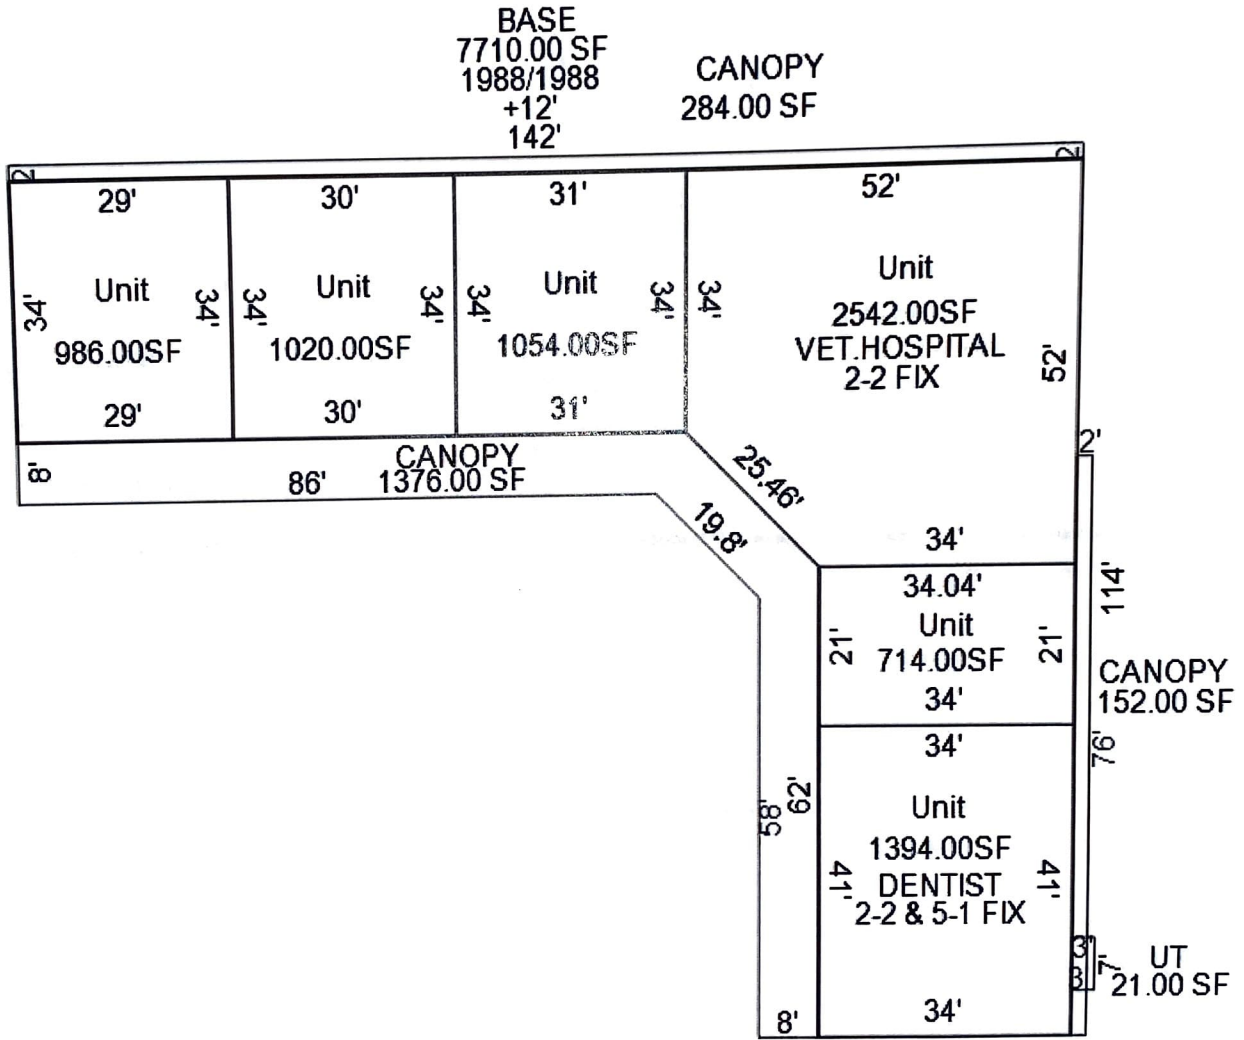 BASE
7710.00 SF
1988/1988
+12'
142'
CANOPY
284.00 SF
2'
2'
29'
30'
31'
52'
34'
Unit
986.00SF
34'
29'
34'
Unit
1020.00SF
34'
30'
34'
Unit
1054.00SF
34'
31'
34'
Unit
2542.00SF
VET.HOSPITAL
2-2 FIX
52'
34'
8'
86'
CANOPY
1376.00 SF
25.46'
19.8'
2'
114'
34.04'
21'
Unit
714.00SF
21'
34'
CANOPY
152.00 SF
76'
34'
58'
62'
Unit
1394.00SF
DENTIST
2-2 & 5-1 FIX
41'
41'
34'
8'
3'
3'
7'
UT
21.00 SF